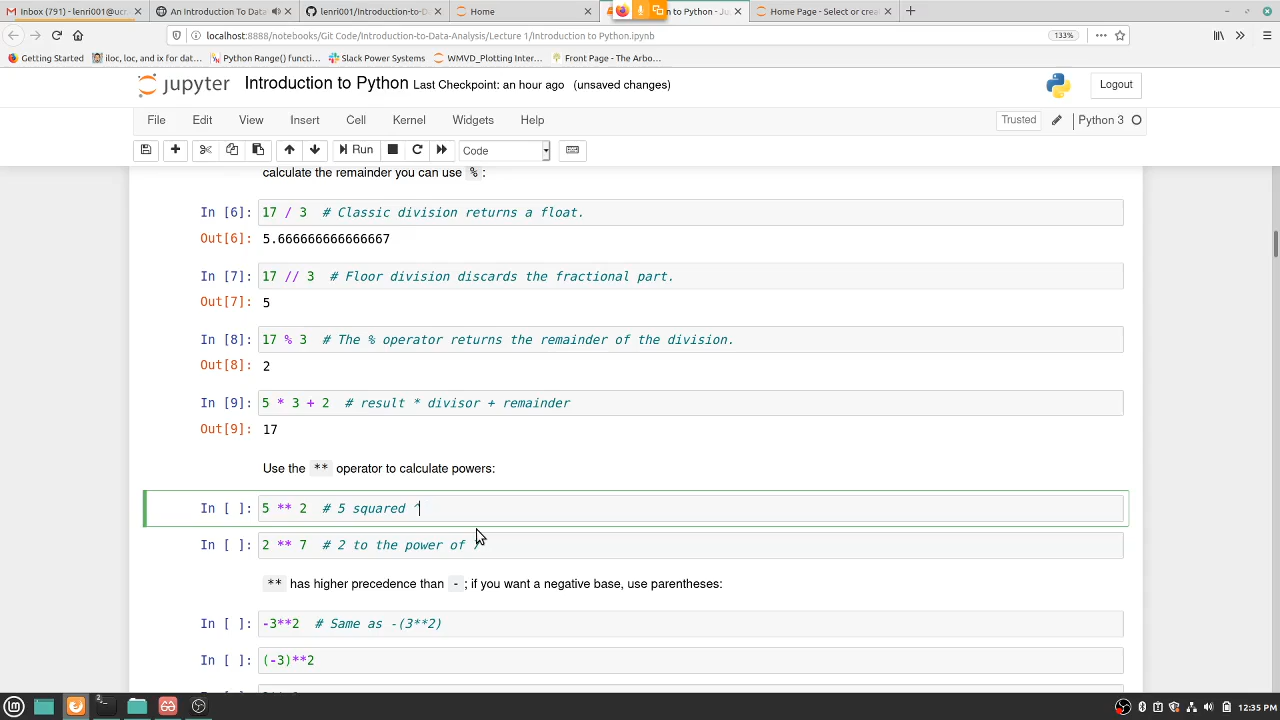 Inbox (791) - lenri001@ucr
An Introduction To Data
lenri001/Introduction-to-D
Home
n to Python - Ju
Home Page - Select or crea
localhost:8888/notebooks/Git Code/Introduction-to-Data-Analysis/Lecture 1/Introduction to Python.ipynb
133%
Getting Started
iloc, loc, and ix for dat...
Python Range() functi...
Slack Power Systems
WMVD_Plotting Inter...
Front Page - The Arbo...
jupyter Introduction to Python Last Checkpoint: an hour ago (unsaved changes)
Logout
File Edit View Insert Cell Kernel Widgets Help
Trusted
Python 3
Run
Code
calculate the remainder you can use % :
In [6]: 17 / 3 # Classic division returns a float.
Out[6]: 5.666666666666667
In [7]: 17 // 3 # Floor division discards the fractional part.
Out[7]: 5
In [8]: 17 % 3 # The % operator returns the remainder of the division.
Out[8]: 2
In [9]: 5 * 3 + 2 # result * divisor + remainder
Out[9]: 17
Use the ** operator to calculate powers:
In [ ]: 5 ** 2 # 5 squared ^
In [ ]: 2 ** 7 # 2 to the power of 7
** has higher precedence than - ; if you want a negative base, use parentheses:
In [ ]: -3**2 # Same as -(3**2)
In [ ]: (-3)**2
12:35 PM